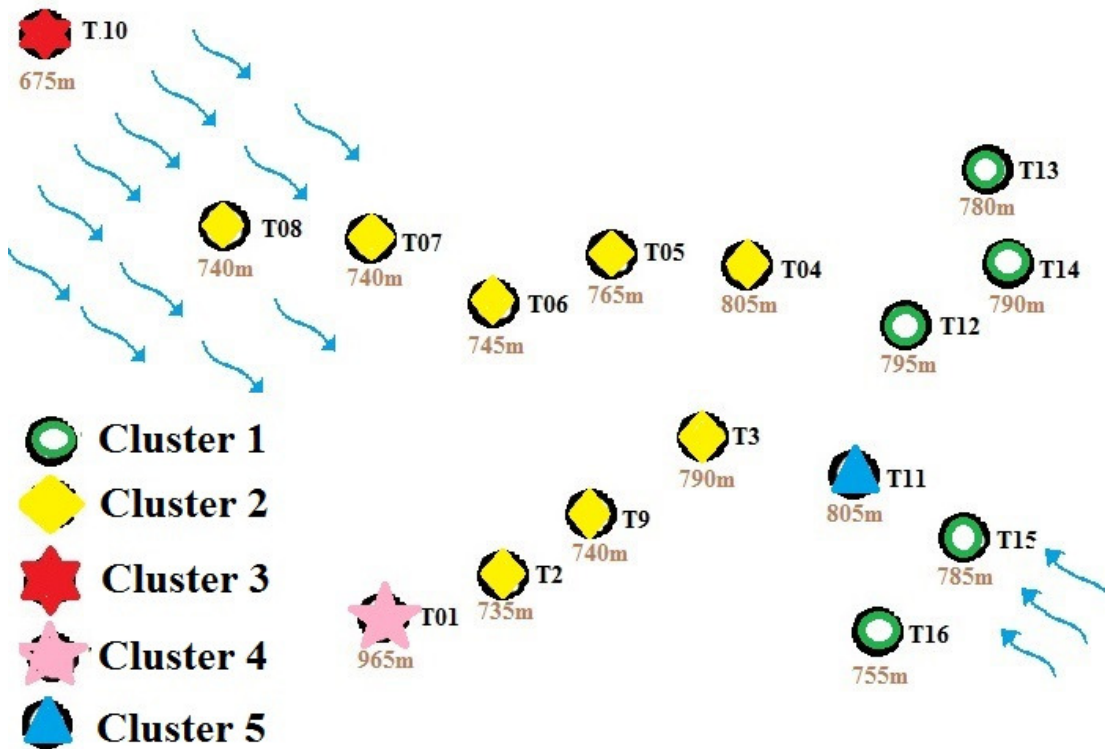 T.10
675m
T13
780m
T08
740m
T07
740m
T05
765m
T04
805m
T14
790m
T06
745m
T12
795m
Cluster 1
T3
790m
T11
805m
Cluster 2
T9
740m
T15
785m
Cluster 3
T2
735m
T01
965m
T16
755m
Cluster 4
Cluster 5